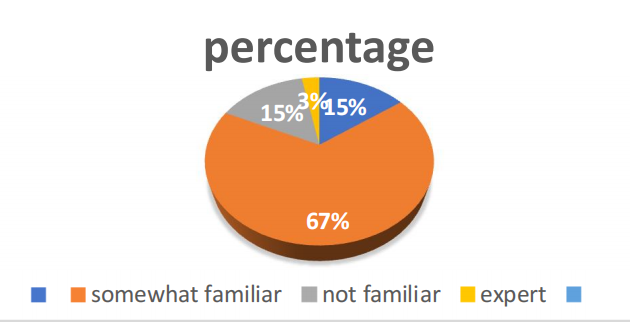 percentage
3%
15%
15%
67%
somewhat familiar not familiar expert